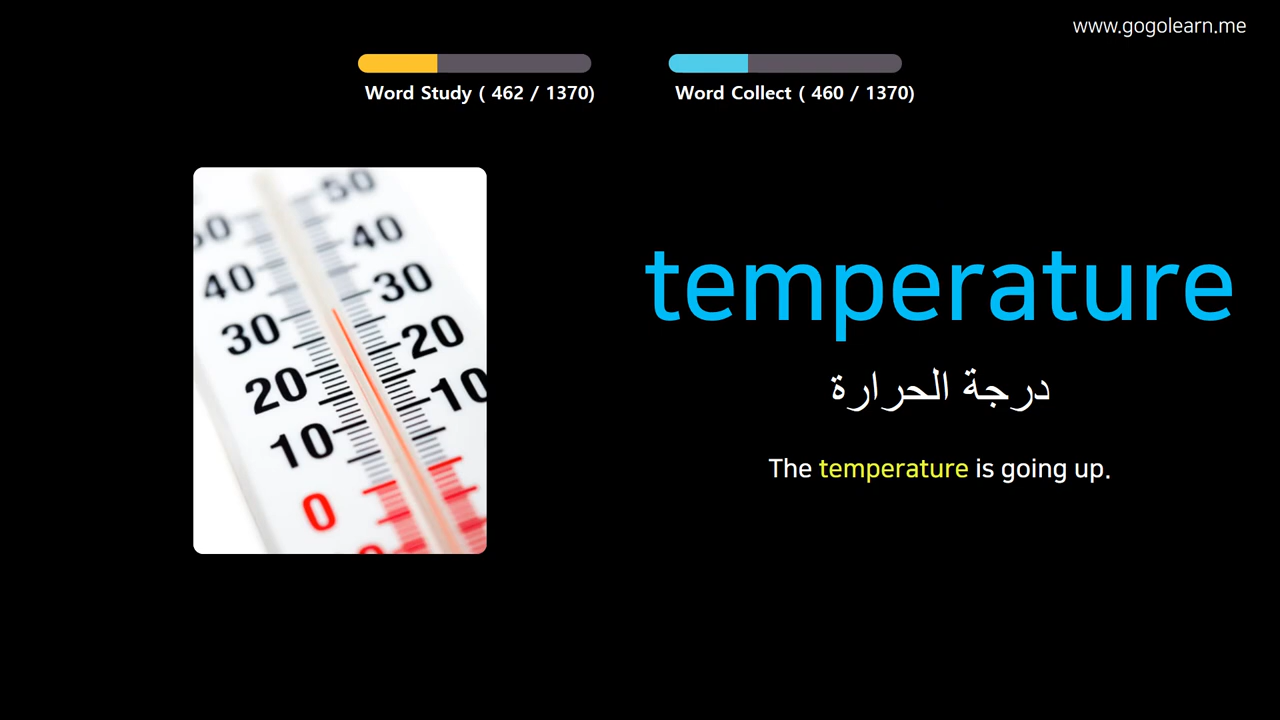 www.gogolearn.me
Word Study ( 462 / 1370)
Word Collect ( 460 / 1370)
50
40
40
30
30
20
20
10
10
0
temperature
درجة الحرارة
The temperature is going up.